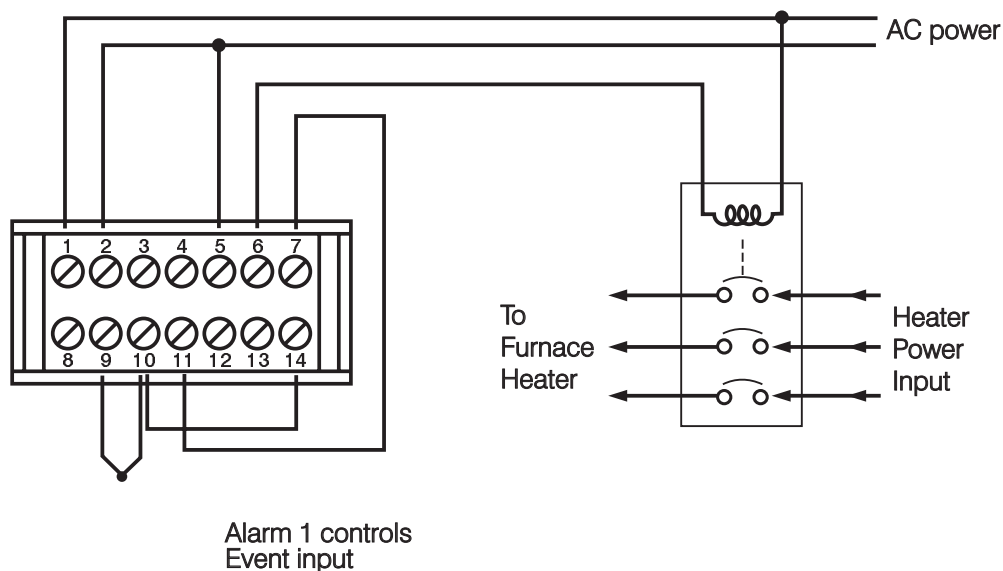 AC power
1 2 3 4 5 6 7
8 9 10 11 12 13 14
To
Furnace
Heater
Heater
Power
Input
Alarm 1 controls
Event input